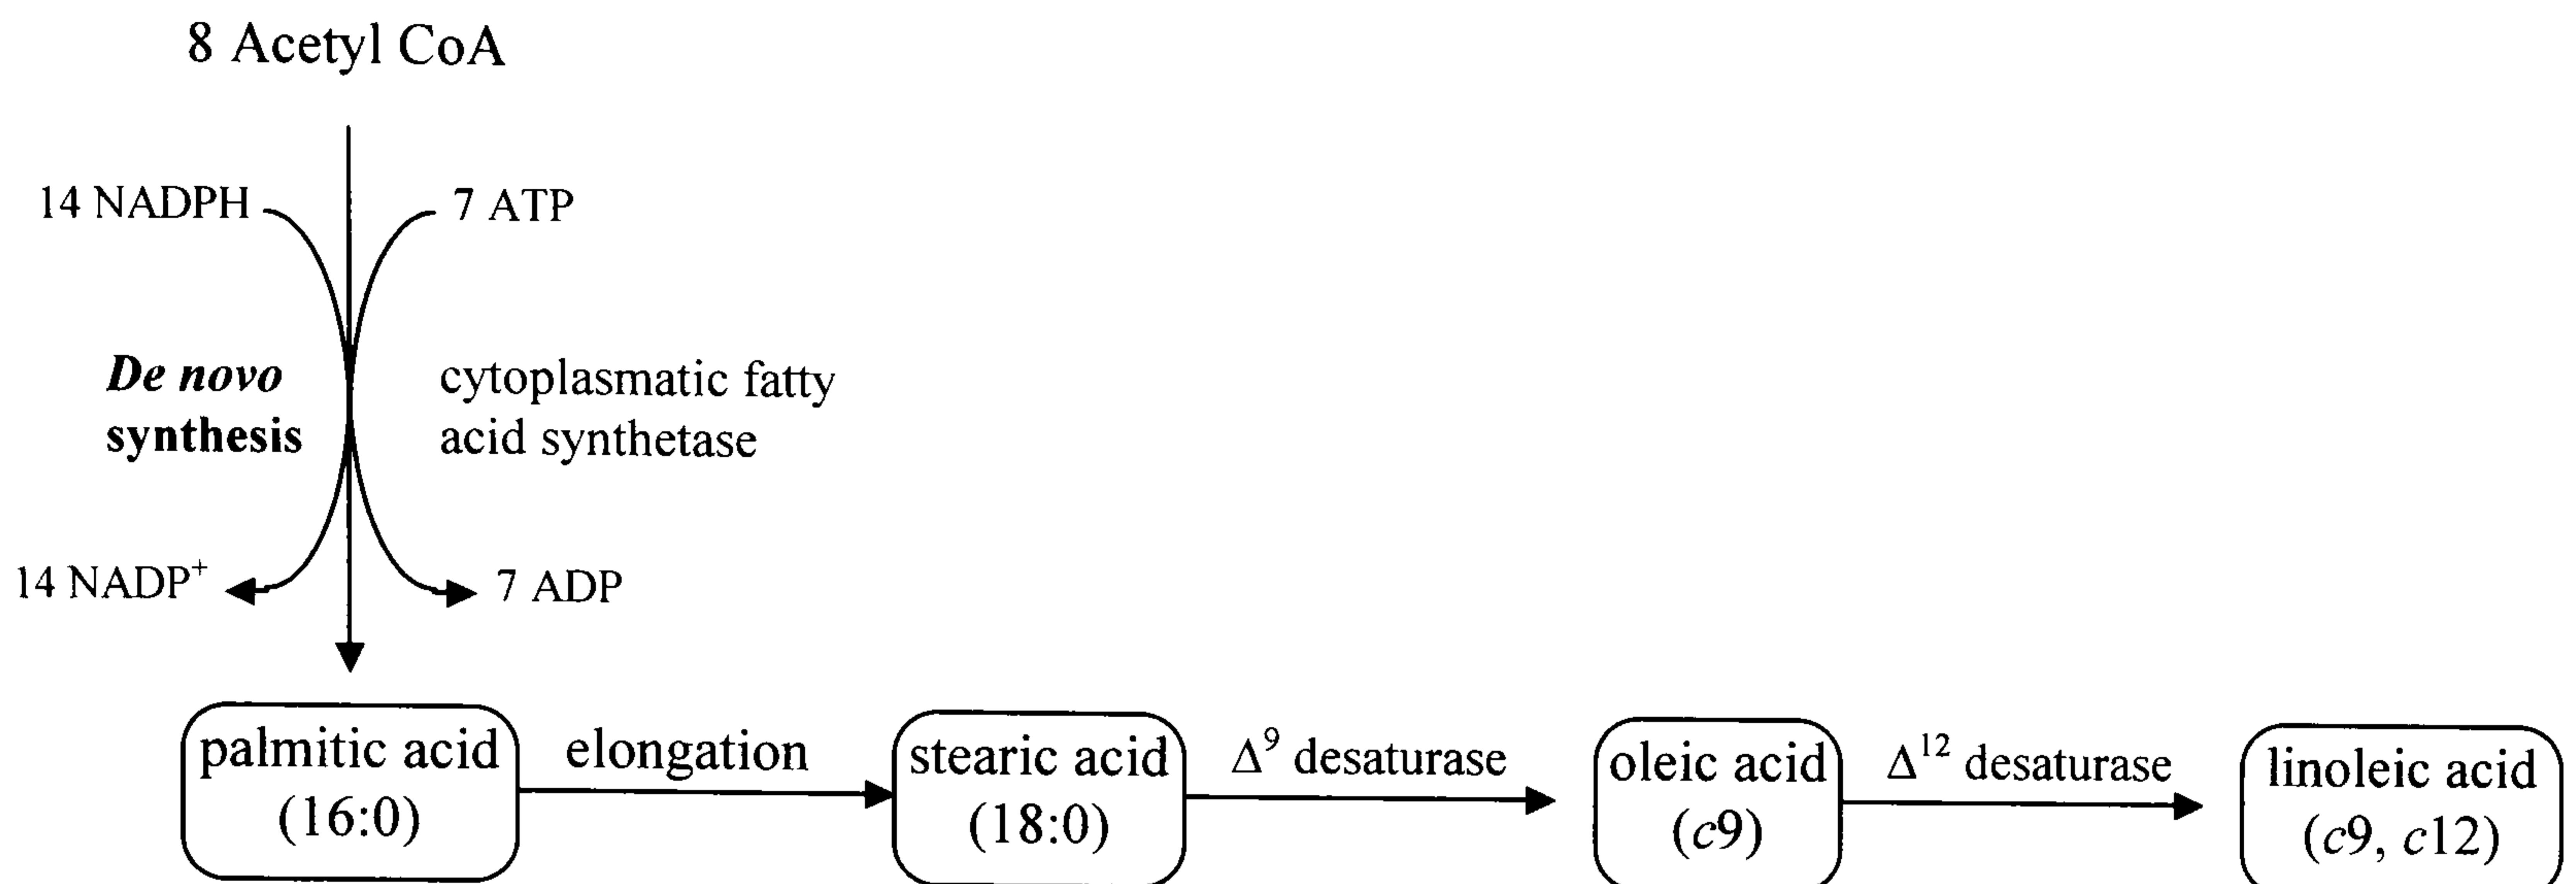 8 Acetyl CoA
14 NADPH
7 ATP
De novo
synthesis
cytoplasmatic fatty
acid synthetase
14 NADP⁺
7 ADP
palmitic acid
(16:0)
elongation
stearic acid
(18:0)
Δ⁹ desaturase
oleic acid
(c9)
Δ¹² desaturase
linoleic acid
(c9, c12)